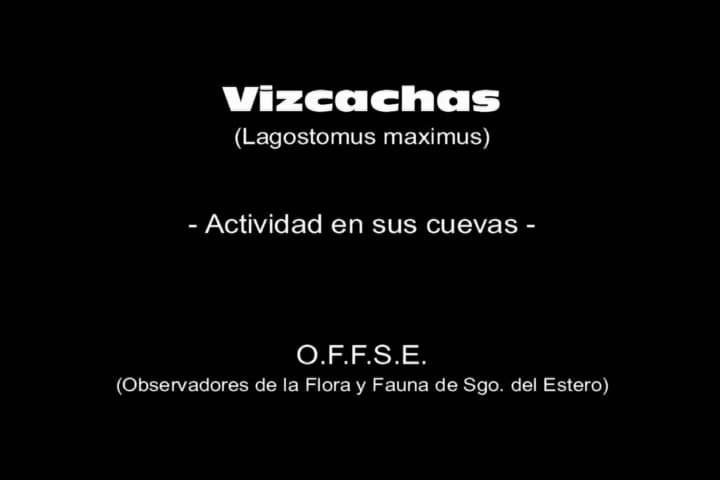 Vizcachas
(Lagostomus maximus)
- Actividad en sus cuevas -
O.F.F.S.E.
(Observadores de la Flora y Fauna de Sgo. del Estero)